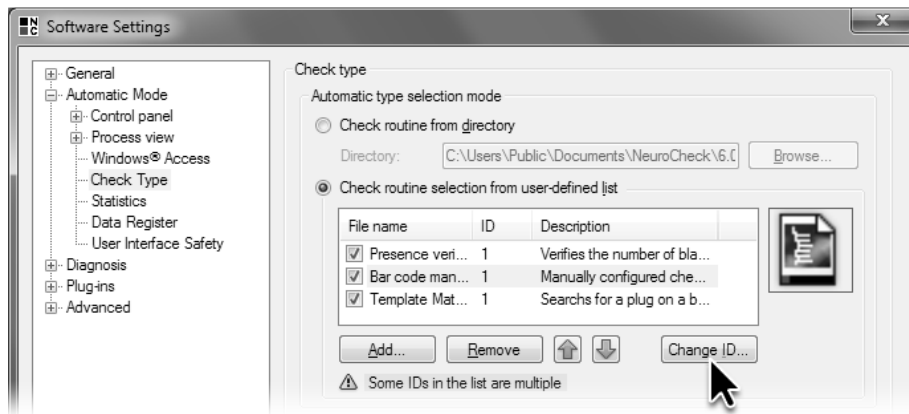 NC Software Settings x
General
Automatic Mode
Control panel
Process view
Windows® Access
Check Type
Statistics
Data Register
User Interface Safety
Diagnosis
Plug-ins
Advanced
Check type
Automatic type selection mode
Check routine from directory
Directory: C:\Users\Public\Documents\NeuroCheck\6.0 Browse...
Check routine selection from user-defined list
File name ID Description
Presence veri... 1 Verifies the number of bla...
Bar code man... 1 Manually configured che...
Template Mat... 1 Searchs for a plug on a b...
Add... Remove Change ID...
Some IDs in the list are multiple